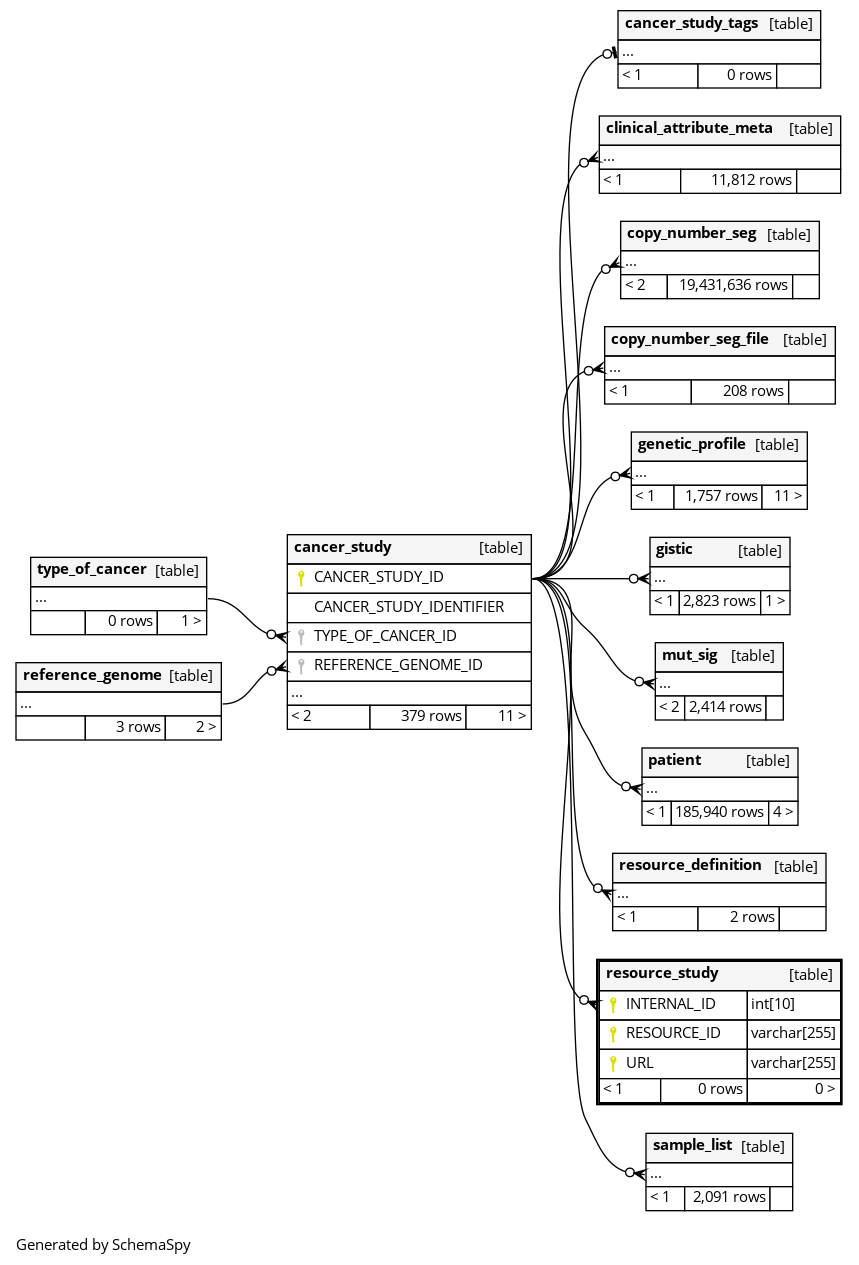 cancer_study_tags [table]
...
< 1 0 rows
clinical_attribute_meta [table]
...
< 1 11,812 rows
copy_number_seg [table]
...
< 2 19,431,636 rows
copy_number_seg_file [table]
...
< 1 208 rows
genetic_profile [table]
...
< 1 1,757 rows 11 >
gistic [table]
...
< 1 2,823 rows 1 >
type_of_cancer [table]
...
0 rows 1 >
reference_genome [table]
...
3 rows 2 >
cancer_study [table]
CANCER_STUDY_ID
CANCER_STUDY_IDENTIFIER
TYPE_OF_CANCER_ID
REFERENCE_GENOME_ID
...
< 2 379 rows 11 >
mut_sig [table]
...
< 2 2,414 rows
patient [table]
...
< 1 185,940 rows 4 >
resource_definition [table]
...
< 1 2 rows
resource_study [table]
INTERNAL_ID int[10]
RESOURCE_ID varchar[255]
URL varchar[255]
< 1 0 rows 0 >
sample_list [table]
...
< 1 2,091 rows
Generated by SchemaSpy